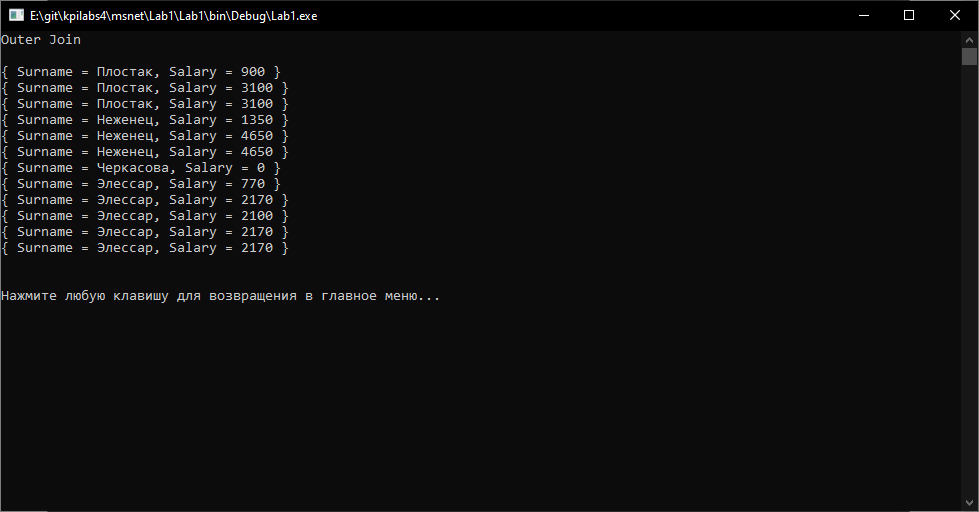 E:\git\kpilabs4\msnet\Lab1\Lab1\bin\Debug\Lab1.exe
Outer Join
{ Surname = Плостак, Salary = 900 }
{ Surname = Плостак, Salary = 3100 }
{ Surname = Плостак, Salary = 3100 }
{ Surname = Неженец, Salary = 1350 }
{ Surname = Неженец, Salary = 4650 }
{ Surname = Неженец, Salary = 4650 }
{ Surname = Черкасова, Salary = 0 }
{ Surname = Элессар, Salary = 770 }
{ Surname = Элессар, Salary = 2170 }
{ Surname = Элессар, Salary = 2100 }
{ Surname = Элессар, Salary = 2170 }
{ Surname = Элессар, Salary = 2170 }
Нажмите любую клавишу для возвращения в главное меню...